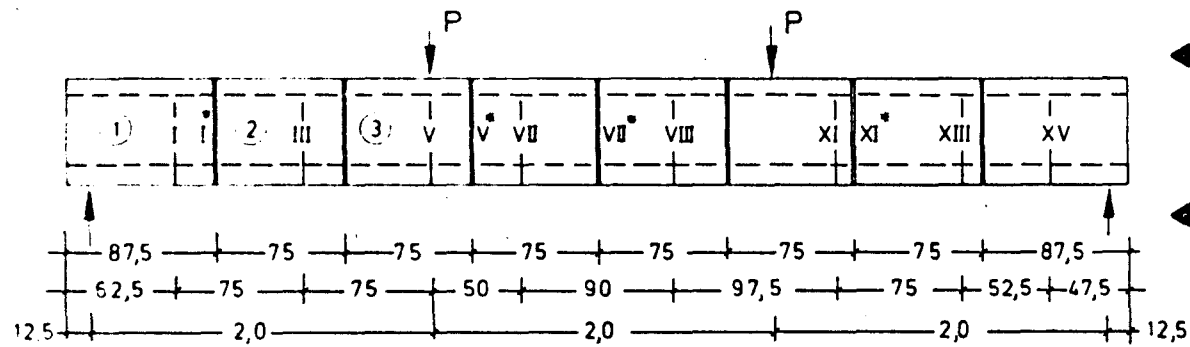 P P
① I I* ② III ③ V V* VII VII* VIII XI XI* XIII XV
87,5 75 75 75 75 75 75 87,5
62,5 75 75 50 90 97,5 75 52,5 47,5
12.5 2,0 2,0 2,0 12,5